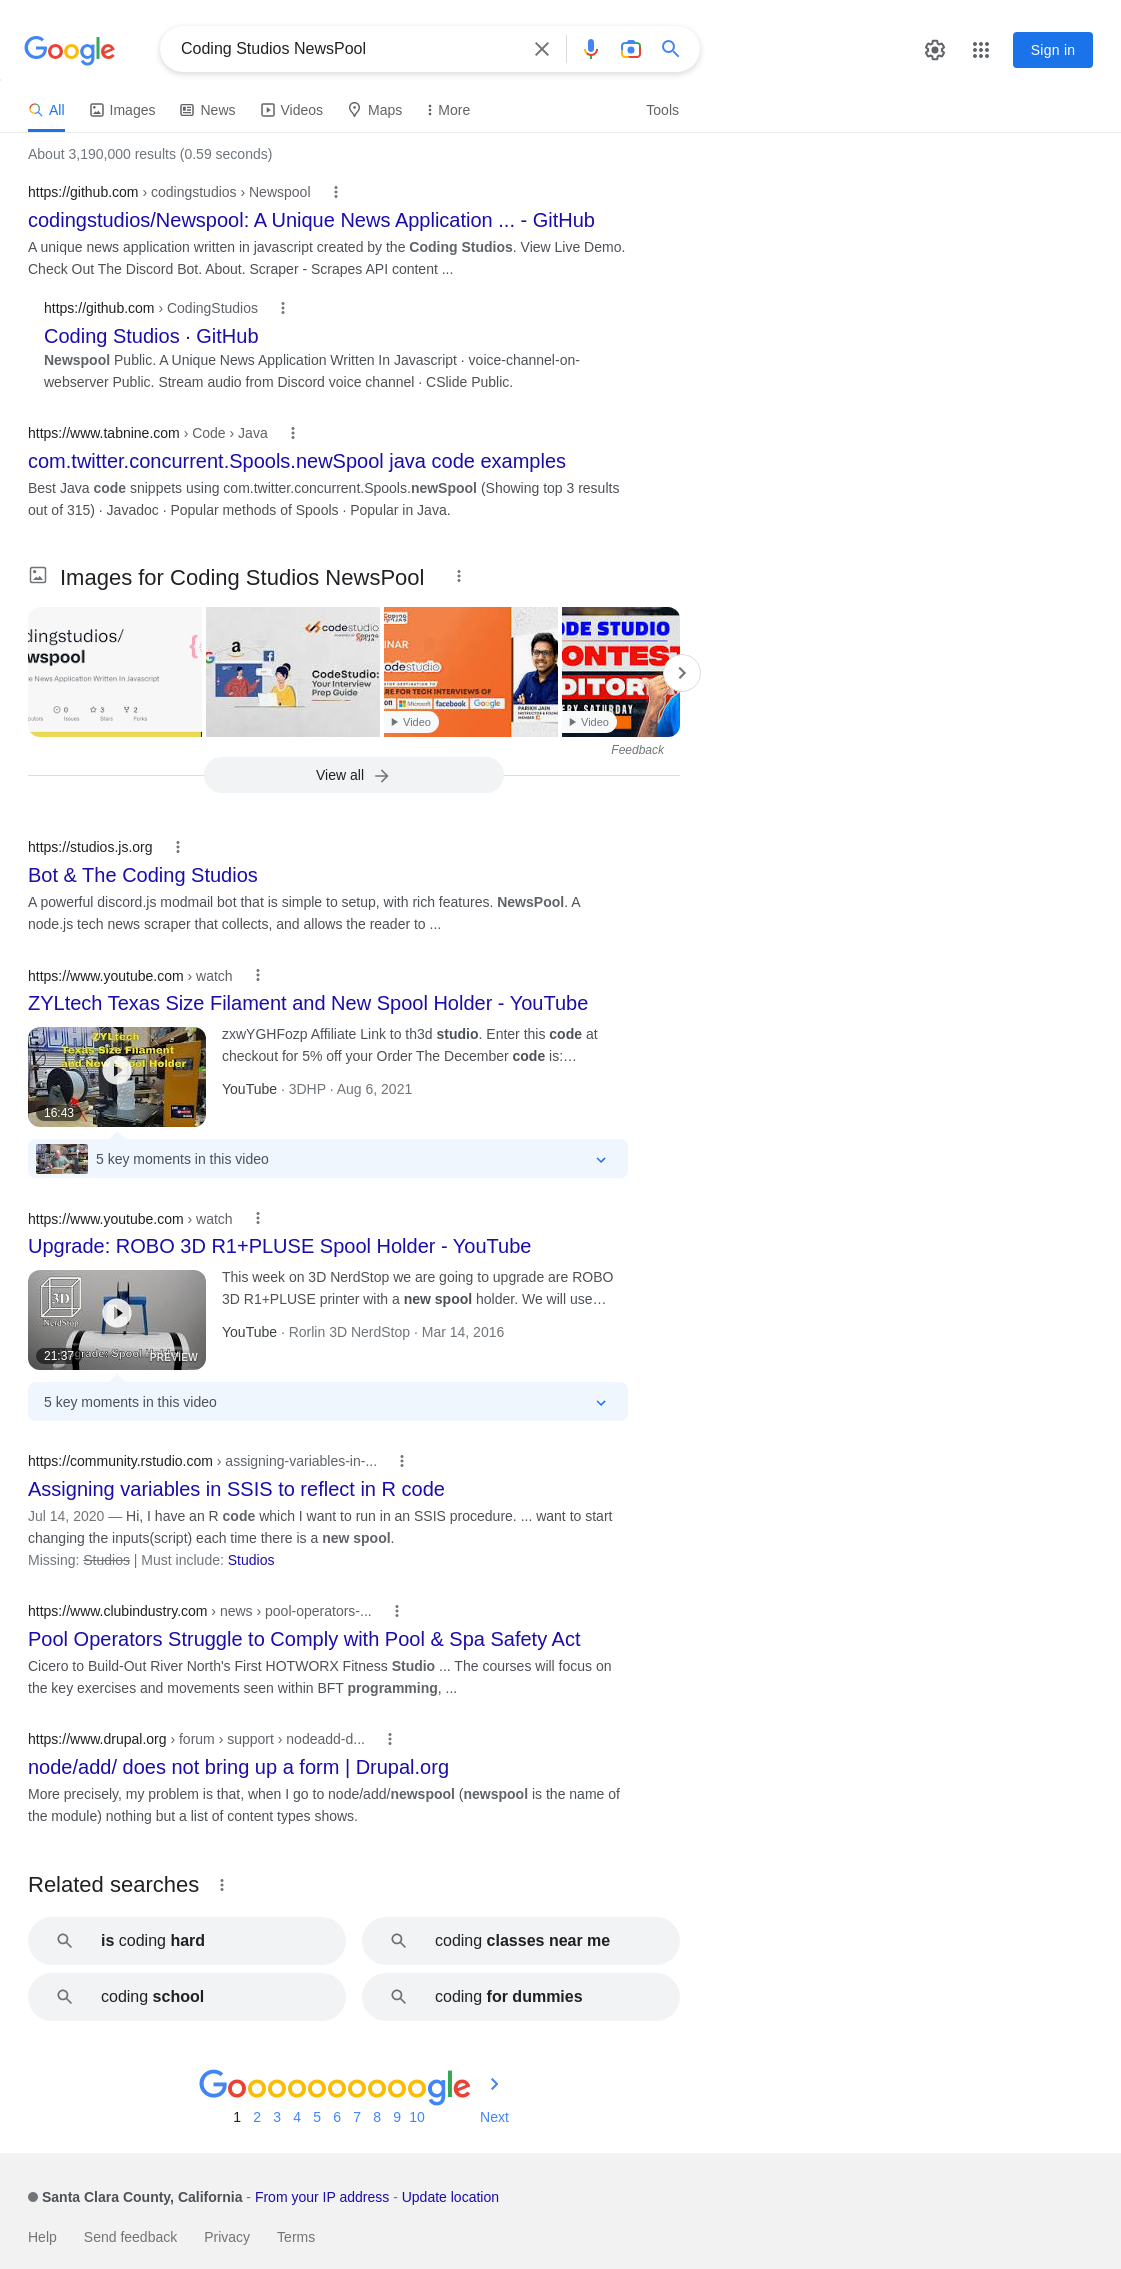 Google
Coding Studios NewsPool
Sign in
All
Images
News
Videos
Maps
More
Tools
About 3,190,000 results (0.59 seconds)
https://github.com › codingstudios › Newspool
codingstudios/Newspool: A Unique News Application ... - GitHub
A unique news application written in javascript created by the Coding Studios. View Live Demo.
Check Out The Discord Bot. About. Scraper - Scrapes API content ...
https://github.com › CodingStudios
Coding Studios · GitHub
Newspool Public. A Unique News Application Written In Javascript · voice-channel-on-
webserver Public. Stream audio from Discord voice channel · CSlide Public.
https://www.tabnine.com › Code › Java
com.twitter.concurrent.Spools.newSpool java code examples
Best Java code snippets using com.twitter.concurrent.Spools.newSpool (Showing top 3 results
out of 315) · Javadoc · Popular methods of Spools · Popular in Java.
Images for Coding Studios NewsPool
dingstudios/
wspool
e News Application Written In Javascript
0
3
2
Issues
Stars
Forks
codestudio
a
CodeStudio:
Your Interview
Prep Guide
INAR
codestudio
RE FOR TECH INTERVIEWS OF
on
Microsoft
facebook
Google
PARIKH JAIN
Video
ODE STUDIO
CONTEST
DITOR
RY SATURDAY
Video
Feedback
View all
https://studios.js.org
Bot & The Coding Studios
A powerful discord.js modmail bot that is simple to setup, with rich features. NewsPool. A
node.js tech news scraper that collects, and allows the reader to ...
https://www.youtube.com › watch
ZYLtech Texas Size Filament and New Spool Holder - YouTube
ZYLtech
Texas Size Filament
and New Spool Holder
16:43
zxwYGHFozp Affiliate Link to th3d studio. Enter this code at
checkout for 5% off your Order The December code is:…
YouTube · 3DHP · Aug 6, 2021
5 key moments in this video
https://www.youtube.com › watch
Upgrade: ROBO 3D R1+PLUSE Spool Holder - YouTube
3D
NerdStop
21:37
grade: Spool Holder
PREVIEW
This week on 3D NerdStop we are going to upgrade are ROBO
3D R1+PLUSE printer with a new spool holder. We will use…
YouTube · Rorlin 3D NerdStop · Mar 14, 2016
5 key moments in this video
https://community.rstudio.com › assigning-variables-in-...
Assigning variables in SSIS to reflect in R code
Jul 14, 2020 — Hi, I have an R code which I want to run in an SSIS procedure. ... want to start
changing the inputs(script) each time there is a new spool.
Missing: Studios | Must include: Studios
https://www.clubindustry.com › news › pool-operators-...
Pool Operators Struggle to Comply with Pool & Spa Safety Act
Cicero to Build-Out River North's First HOTWORX Fitness Studio ... The courses will focus on
the key exercises and movements seen within BFT programming, ...
https://www.drupal.org › forum › support › nodeadd-d...
node/add/ does not bring up a form | Drupal.org
More precisely, my problem is that, when I go to node/add/newspool (newspool is the name of
the module) nothing but a list of content types shows.
Related searches
is coding hard
coding classes near me
coding school
coding for dummies
Goooooooooogle
1 2 3 4 5 6 7 8 9 10 Next
Santa Clara County, California - From your IP address - Update location
Help Send feedback Privacy Terms